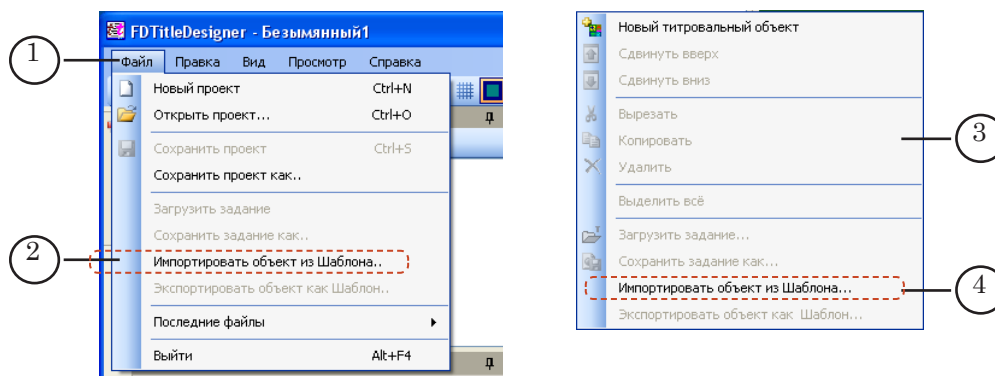 FDTitleDesigner - Безымянный1
Файл Правка Вид Просмотр Справка
Новый проект Ctrl+N
Открыть проект... Ctrl+O
Сохранить проект Ctrl+S
Сохранить проект как..
Загрузить задание
Сохранить задание как..
Импортировать объект из Шаблона..
Экспортировать объект как Шаблон..
Последние файлы
Выйти Alt+F4
1
2
Новый титровальный объект
Сдвинуть вверх
Сдвинуть вниз
Вырезать
Копировать
Удалить
Выделить всё
Загрузить задание...
Сохранить задание как...
Импортировать объект из Шаблона...
Экспортировать объект как Шаблон...
3
4